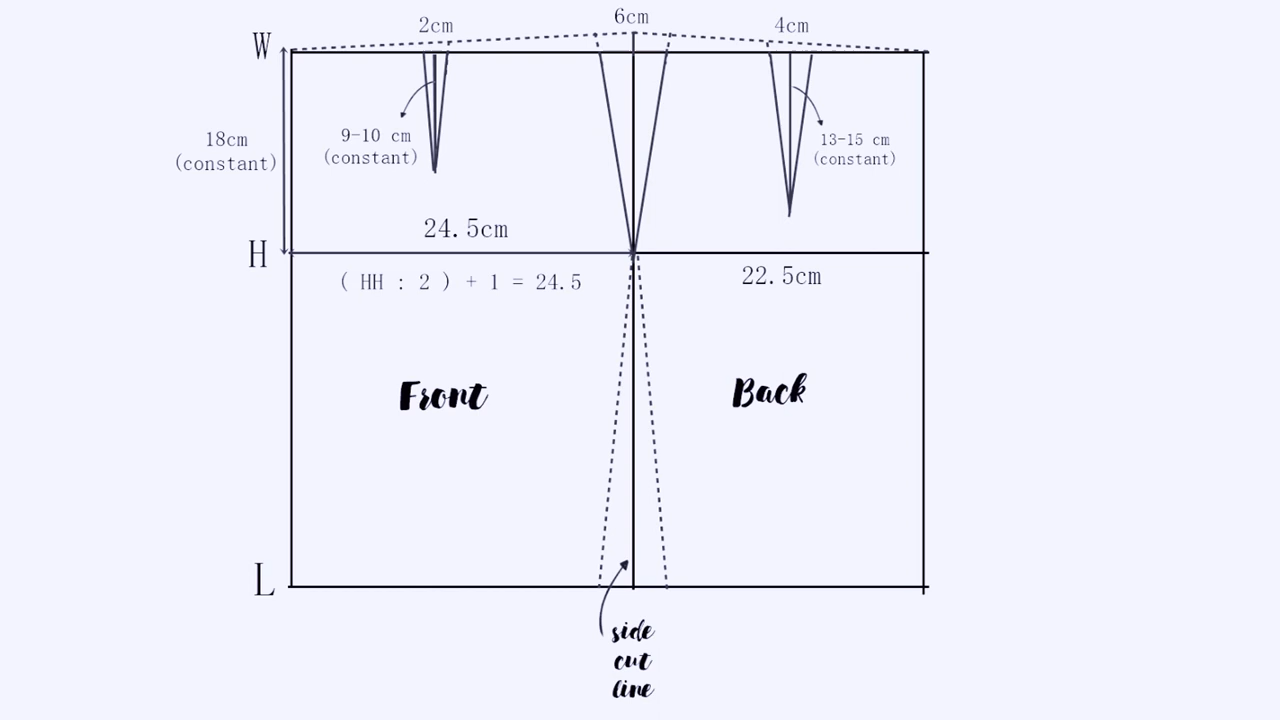 2cm
6cm
4cm
W
18cm
(constant)
9-10 cm
(constant)
13-15 cm
(constant)
24.5cm
H
( HH : 2 ) + 1 = 24.5
22.5cm
Front
Back
L
side
cut
line